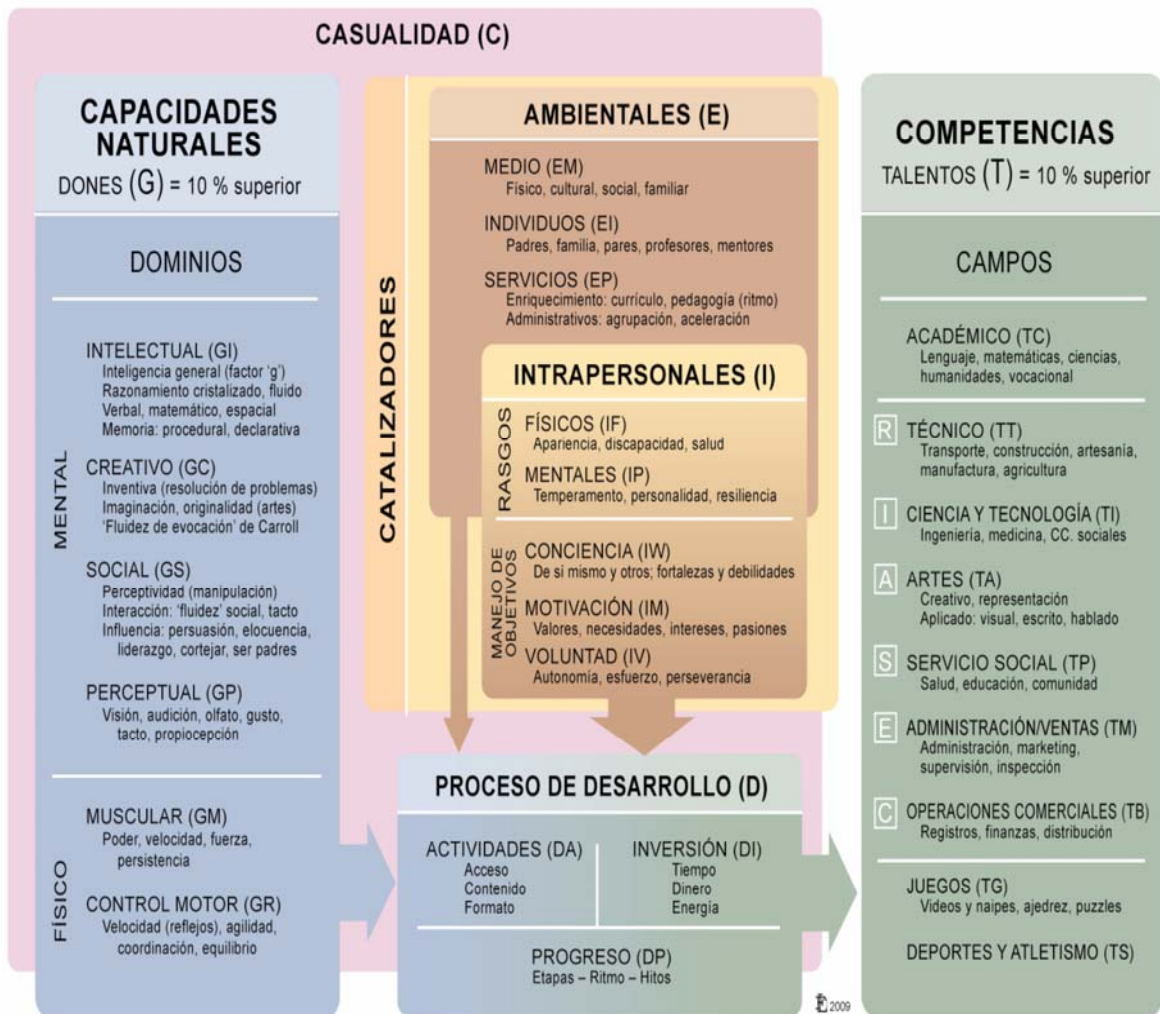 CASUALIDAD (C)
CAPACIDADES
NATURALES
DONES (G) = 10 % superior
DOMINIOS
MENTAL
INTELECTUAL (GI)
Inteligencia general (factor ‘g’)
Razonamiento cristalizado, fluido
Verbal, matemático, espacial
Memoria: procedural, declarativa
CREATIVO (GC)
Inventiva (resolución de problemas)
Imaginación, originalidad (artes)
‘Fluidez de evocación’ de Carroll
SOCIAL (GS)
Perceptividad (manipulación)
Interacción: ‘fluidez’ social, tacto
Influencia: persuasión, elocuencia,
liderazgo, cortejar, ser padres
PERCEPTUAL (GP)
Visión, audición, olfato, gusto,
tacto, propiocepción
FÍSICO
MUSCULAR (GM)
Poder, velocidad, fuerza,
persistencia
CONTROL MOTOR (GR)
Velocidad (reflejos), agilidad,
coordinación, equilibrio
CATALIZADORES
AMBIENTALES (E)
MEDIO (EM)
Físico, cultural, social, familiar
INDIVIDUOS (EI)
Padres, familia, pares, profesores, mentores
SERVICIOS (EP)
Enriquecimiento: currículo, pedagogía (ritmo)
Administrativos: agrupación, aceleración
INTRAPERSONALES (I)
RASGOS
FÍSICOS (IF)
Apariencia, discapacidad, salud
MENTALES (IP)
Temperamento, personalidad, resiliencia
MANEJO DE
OBJETIVOS
CONCIENCIA (IW)
De si mismo y otros; fortalezas y debilidades
MOTIVACIÓN (IM)
Valores, necesidades, intereses, pasiones
VOLUNTAD (IV)
Autonomía, esfuerzo, perseverancia
PROCESO DE DESARROLLO (D)
ACTIVIDADES (DA)
Acceso
Contenido
Formato
INVERSIÓN (DI)
Tiempo
Dinero
Energía
PROGRESO (DP)
Etapas – Ritmo – Hitos
2009
COMPETENCIAS
TALENTOS (T) = 10 % superior
CAMPOS
ACADÉMICO (TC)
Lenguaje, matemáticas, ciencias,
humanidades, vocacional
R TÉCNICO (TT)
Transporte, construcción, artesanía,
manufactura, agricultura
I CIENCIA Y TECNOLOGÍA (TI)
Ingeniería, medicina, CC. sociales
A ARTES (TA)
Creativo, representación
Aplicado: visual, escrito, hablado
S SERVICIO SOCIAL (TP)
Salud, educación, comunidad
E ADMINISTRACIÓN/VENTAS (TM)
Administración, marketing,
supervisión, inspección
C OPERACIONES COMERCIALES (TB)
Registros, finanzas, distribución
JUEGOS (TG)
Videos y naipes, ajedrez, puzzles
DEPORTES Y ATLETISMO (TS)